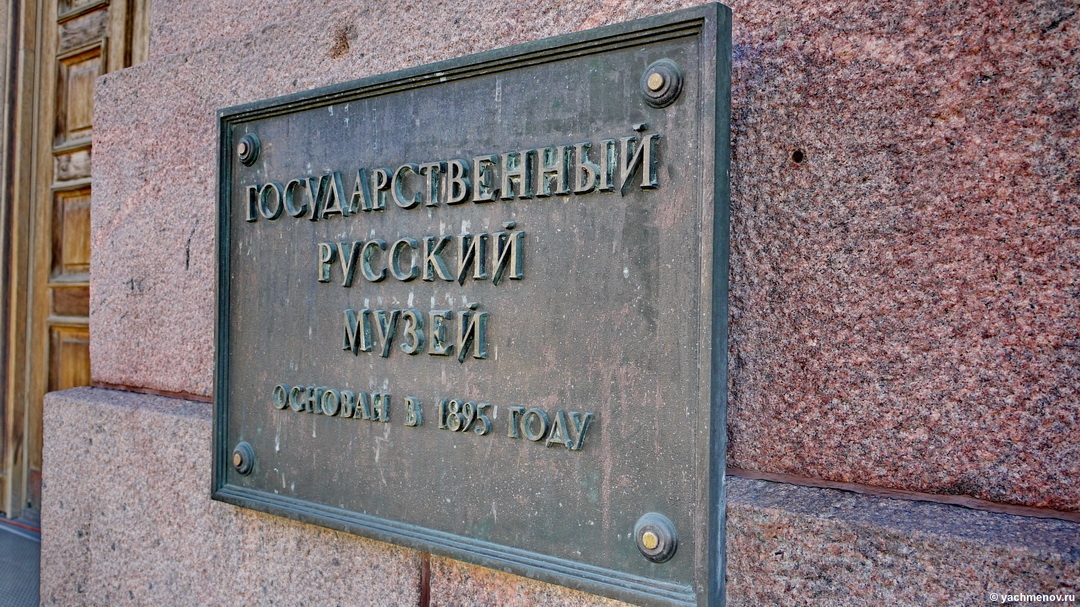 ГОСУДАРСТВЕННЫЙ
РУССКИЙ
МУЗЕЙ
ОСНОВАН В 1895 ГОДУ
© yachmenov.ru